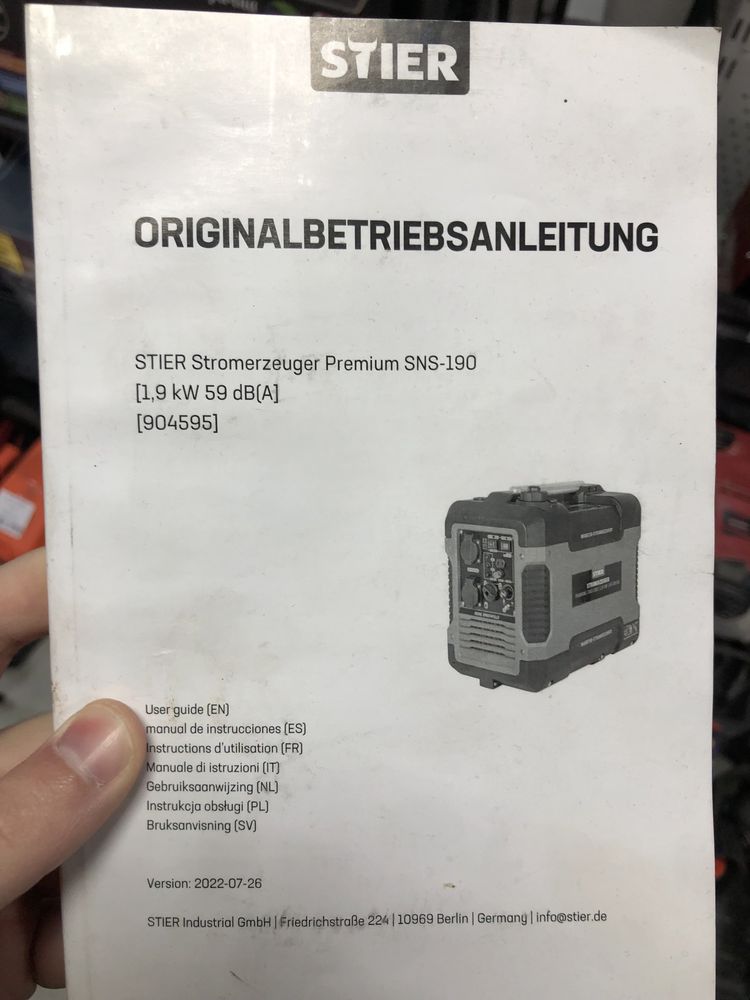 STIER
ORIGINALBETRIEBSANLEITUNG
STIER Stromerzeuger Premium SNS-190
[1,9 kW 59 dB(A]
[904595]
STIER
User guide (EN)
manual de instrucciones (ES)
Instructions d'utilisation (FR)
Manuale di istruzioni (IT)
Gebruiksaanwijzing (NL)
Instrukcja obsługi (PL)
Bruksanvisning (SV)
Version: 2022-07-26
STIER Industrial GmbH | Friedrichstraße 224 | 10969 Berlin | Germany | info@stier.de